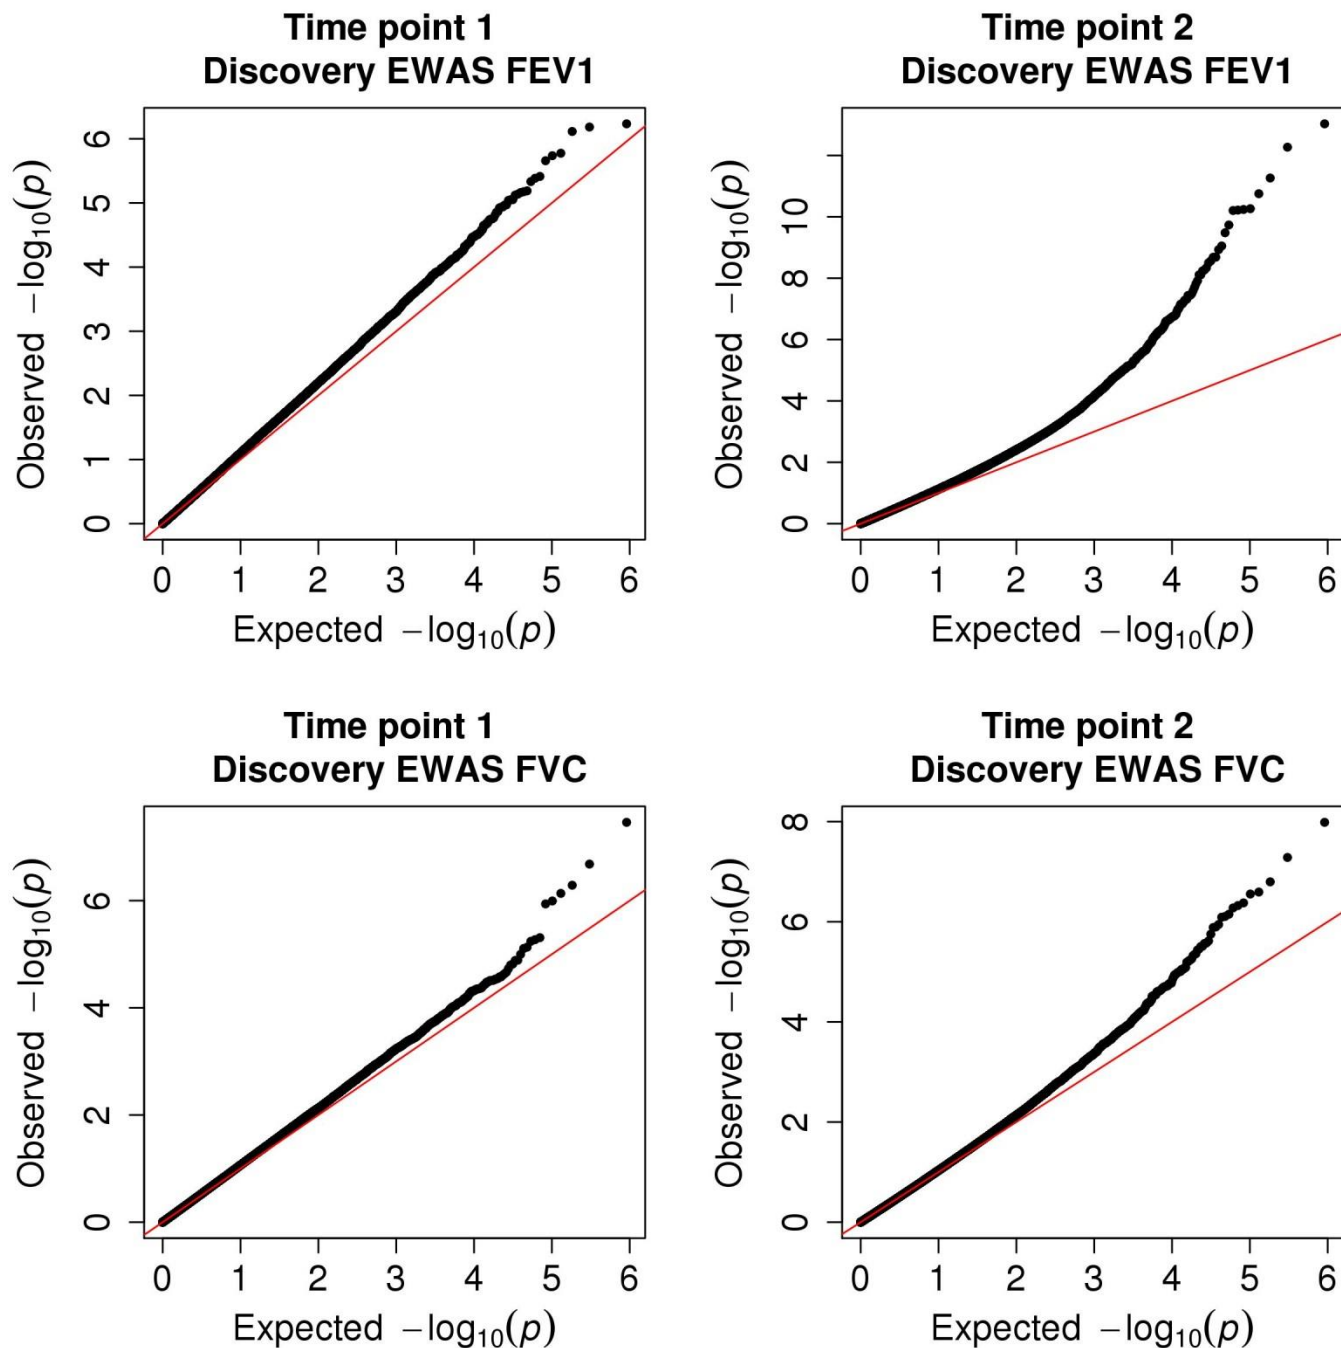 Time point 1
Discovery EWAS FEV1
Observed −log10(p)
6
5
4
3
2
1
0
0 1 2 3 4 5 6
Expected −log10(p)
Time point 2
Discovery EWAS FEV1
Observed −log10(p)
10
8
6
4
2
0
0 1 2 3 4 5 6
Expected −log10(p)
Time point 1
Discovery EWAS FVC
Observed −log10(p)
6
4
2
0
0 1 2 3 4 5 6
Expected −log10(p)
Time point 2
Discovery EWAS FVC
Observed −log10(p)
8
6
4
2
0
0 1 2 3 4 5 6
Expected −log10(p)